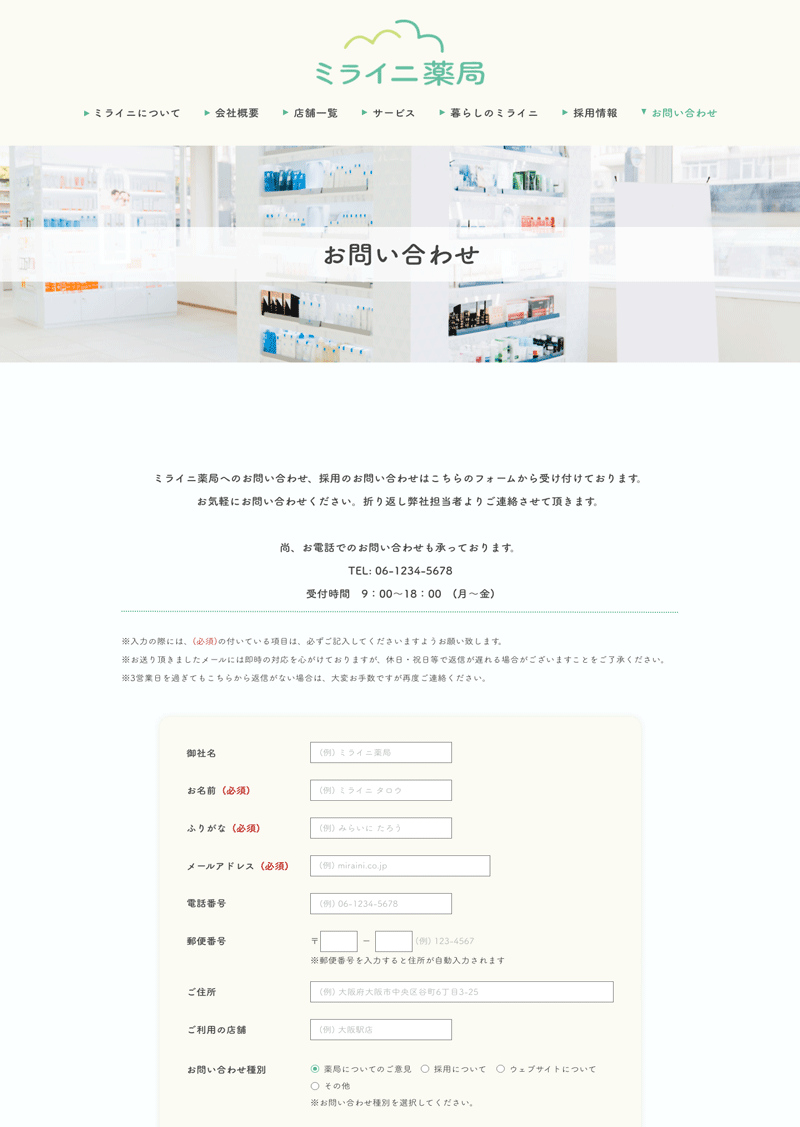 ミライニ薬局
ミライニについて 会社概要 店舗一覧 サービス 暮らしのミライニ 採用情報 お問い合わせ
お問い合わせ
ミライニ薬局へのお問い合わせ、採用のお問い合わせはこちらのフォームから受け付けております。
お気軽にお問い合わせください。折り返し弊社担当者よりご連絡させて頂きます。
尚、お電話でのお問い合わせも承っております。
TEL: 06-1234-5678
受付時間　9：00〜18：00　(月〜金)
※入力の際には、(必須)の付いている項目は、必ずご記入してくださいますようお願い致します。
※お送り頂きましたメールには即時の対応を心がけておりますが、休日・祝日等で返信が遅れる場合がございますことをご了承ください。
※3営業日を過ぎてもこちらから返信がない場合は、大変お手数ですが再度ご連絡ください。
御社名 (例) ミライニ薬局
お名前 (必須) (例) ミライニ タロウ
ふりがな (必須) (例) みらいに たろう
メールアドレス (必須) (例) miraini.co.jp
電話番号 (例) 06-1234-5678
郵便番号 〒 − (例) 123-4567
※郵便番号を入力すると住所が自動入力されます
ご住所 (例) 大阪府大阪市中央区谷町6丁目3-25
ご利用の店舗 (例) 大阪駅店
お問い合わせ種別 薬局についてのご意見 採用について ウェブサイトについて
その他
※お問い合わせ種別を選択してください。